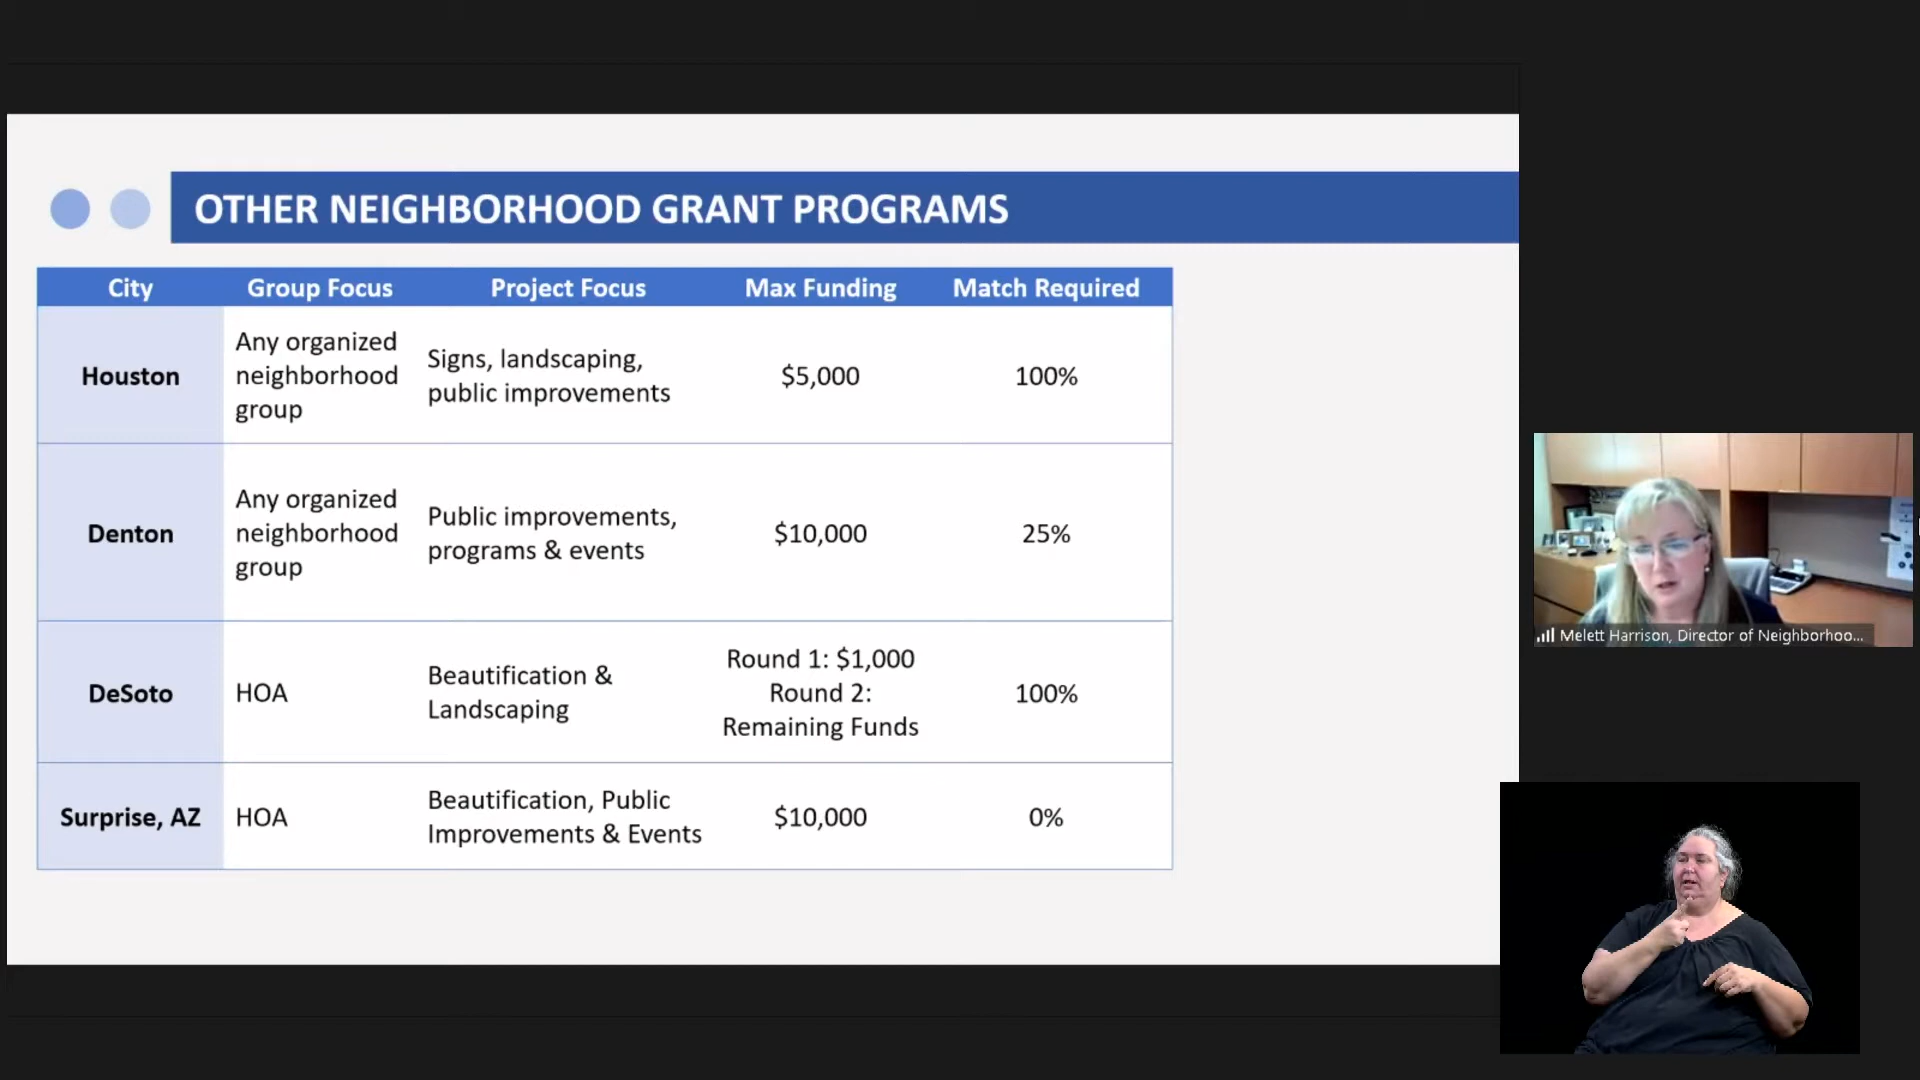 OTHER NEIGHBORHOOD GRANT PROGRAMS
City Group Focus Project Focus Max Funding Match Required
Houston
Any organized
neighborhood
group
Signs, landscaping,
public improvements
$5,000
100%
Denton
Any organized
neighborhood
group
Public improvements,
programs & events
$10,000
25%
DeSoto
HOA
Beautification &
Landscaping
Round 1: $1,000
Round 2:
Remaining Funds
100%
Surprise, AZ
HOA
Beautification, Public
Improvements & Events
$10,000
0%
Melett Harrison, Director of Neighborhoo...